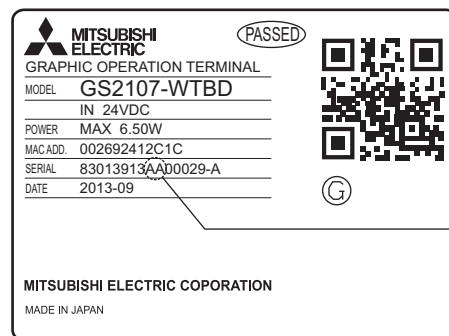 MITSUBISHI
ELECTRIC
PASSED
GRAPHIC OPERATION TERMINAL
MODEL GS2107-WTBD
IN 24VDC
POWER MAX 6.50W
MAC ADD. 002692412C1C
SERIAL 83013913AA00029-A
DATE 2013-09
G
MITSUBISHI ELECTRIC COPORATION
MADE IN JAPAN